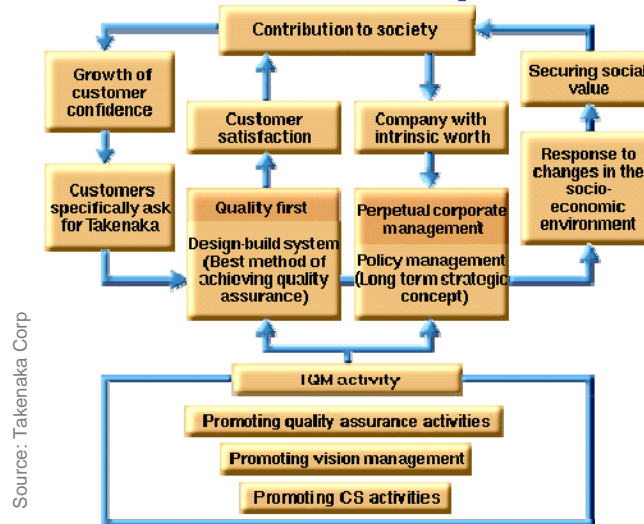 Contribution to society
Growth of
customer
confidence
Customer
satisfaction
Company with
intrinsic worth
Securing social
value
Customers
specifically ask
for Takenaka
Quality first
Design-build system
(Best method of
achieving quality
assurance)
Perpetual corporate
management
Policy management
(Long term strategic
concept)
Response to
changes in the
socio-
economic
environment
TQM activity
Promoting quality assurance activities
Promoting vision management
Promoting CS activities
Source: Takenaka Corp